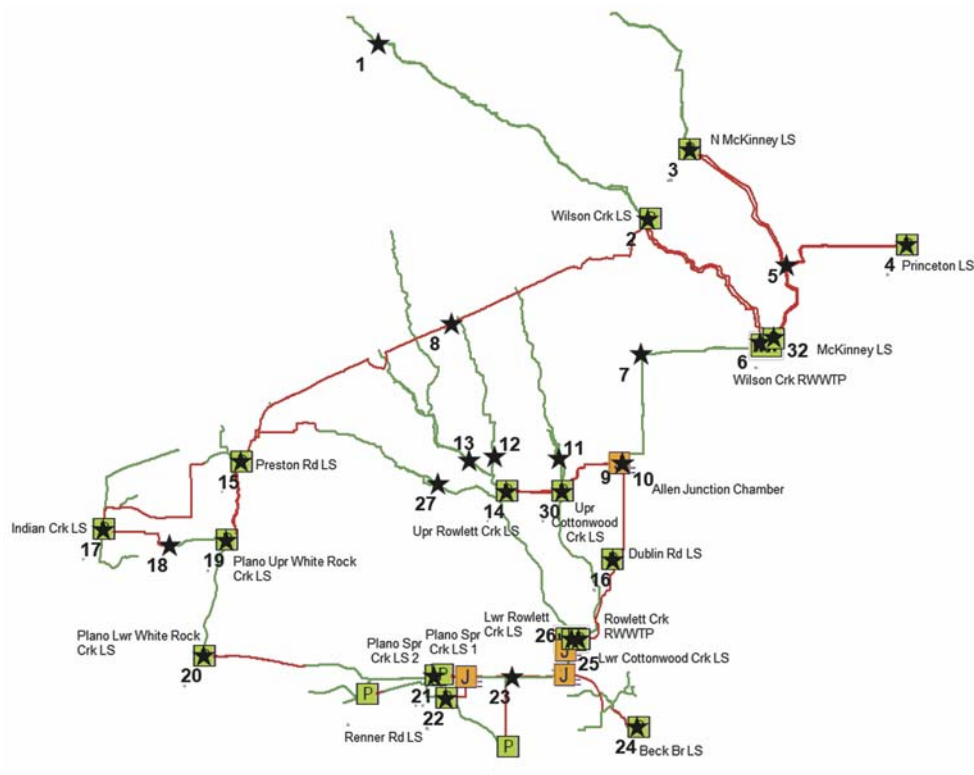 1
N McKinney LS
3
Wilson Crk LS
2
5
4
Princeton LS
8
7
6
32
McKinney LS
Wilson Crk RWWTP
13
12
11
9
10
Preston Rd LS
15
27
14
30
Allen Junction Chamber
Upr Rowlett Crk LS
Upr
Cottonwood
Crk LS
Indian Crk LS
17
18
19
Plano Upr White Rock
Crk LS
Dublin Rd LS
16
Plano Lwr White Rock
Crk LS
20
Lwr Rowlett
Crk LS
26
Rowlett Crk
RWWTP
J
25
Lwr Cottonwood Crk LS
Plano Spr
Crk LS 1
Plano Spr
Crk LS 2
P
J
J
21
23
P
22
Renner Rd LS
P
24
Beck Br LS